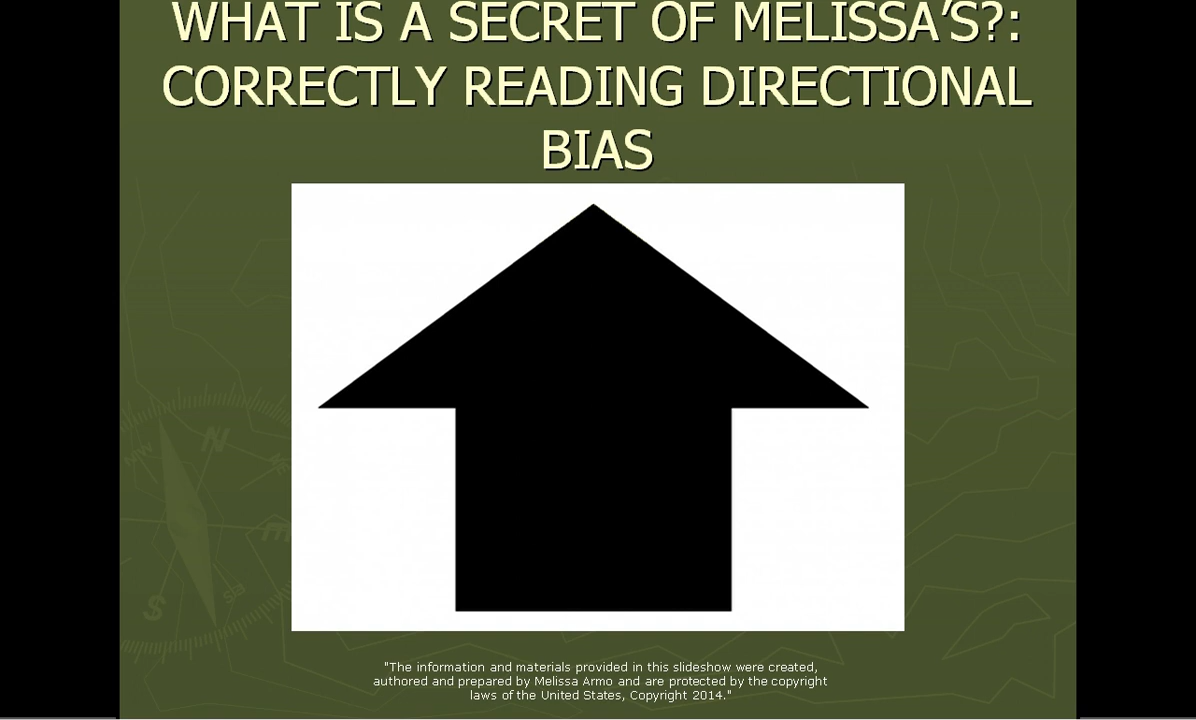 WHAT IS A SECRET OF MELISSA’S?:
CORRECTLY READING DIRECTIONAL
BIAS
N
NW
E
S
SE
"The information and materials provided in this slideshow were created,
authored and prepared by Melissa Armo and are protected by the copyright
laws of the United States, Copyright 2014."